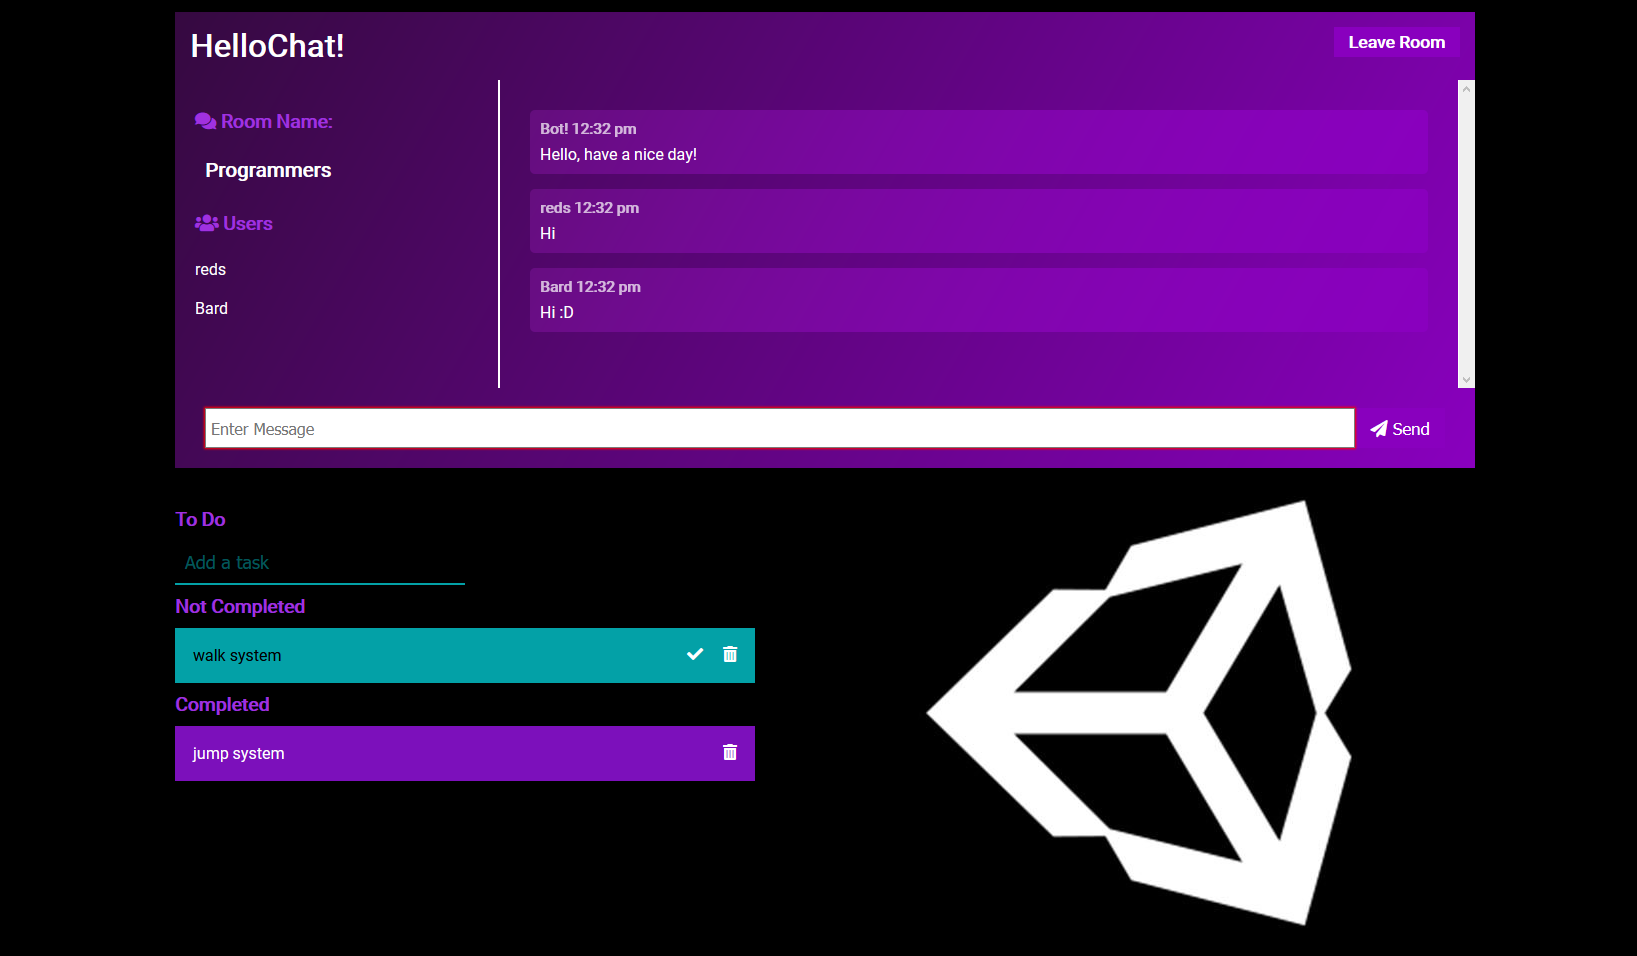 HelloChat!
Leave Room
Room Name:
Programmers
Users
reds
Bard
Bot! 12:32 pm
Hello, have a nice day!
reds 12:32 pm
Hi
Bard 12:32 pm
Hi :D
Enter Message
Send
To Do
Add a task
Not Completed
walk system
Completed
jump system